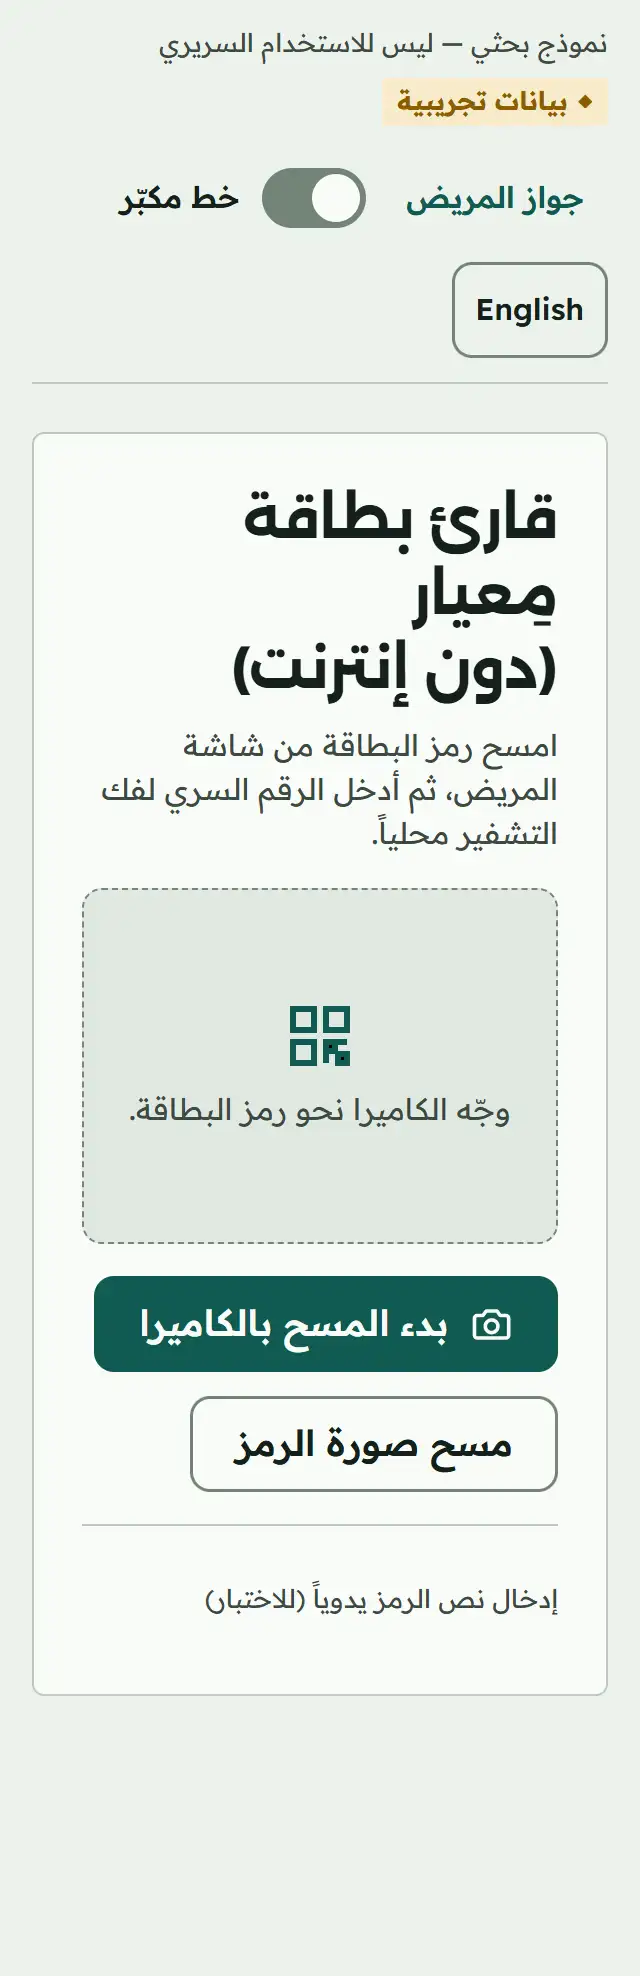 نموذج بحثي — ليس للاستخدام السريري
بيانات تجريبية
جواز المريض
خط مكبّر
English
قارئ بطاقة
مِعيار
(دون إنترنت)
امسح رمز البطاقة من شاشة
المريض، ثم أدخل الرقم السري لفك
التشفير محلياً.
وجّه الكاميرا نحو رمز البطاقة.
بدء المسح بالكاميرا
مسح صورة الرمز
إدخال نص الرمز يدوياً (للاختبار)